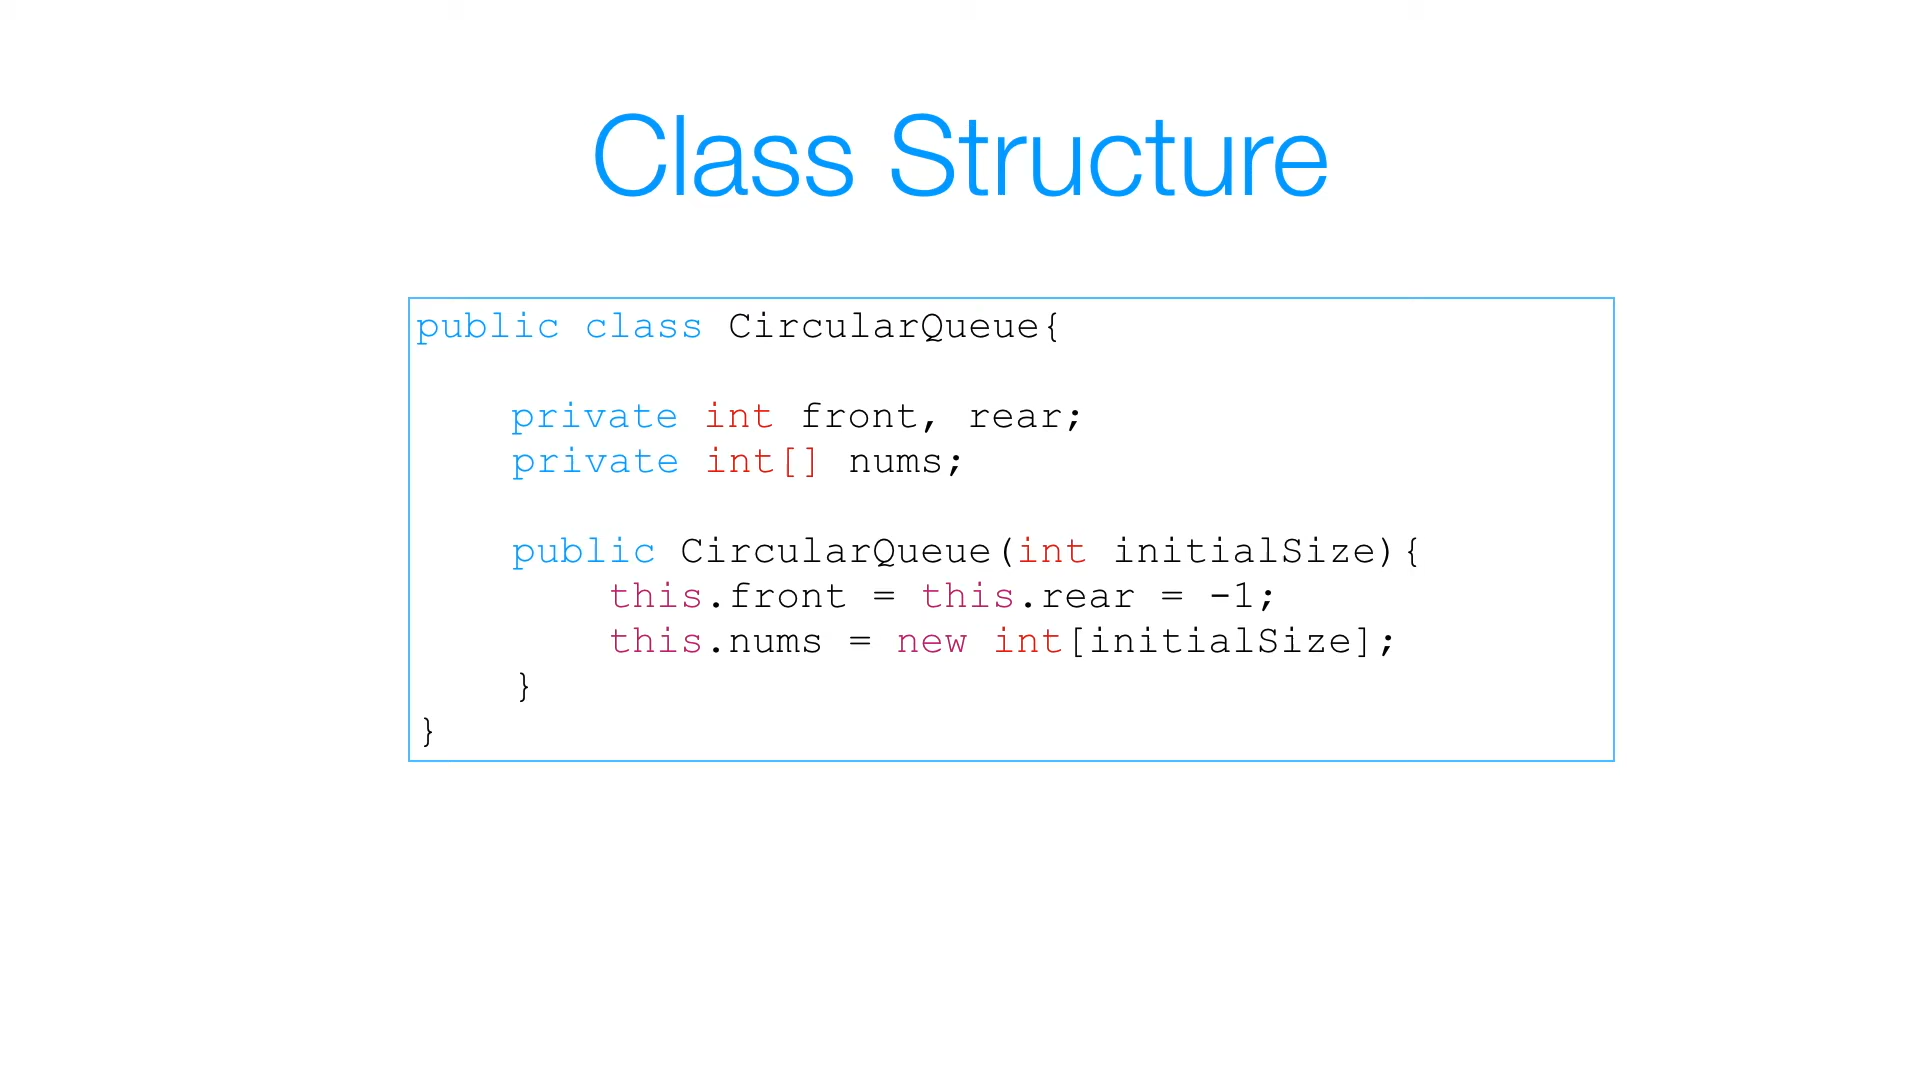 Class Structure
public class CircularQueue{
private int front, rear;
private int[] nums;
public CircularQueue(int initialSize){
this.front = this.rear = -1;
this.nums = new int[initialSize];
}
}